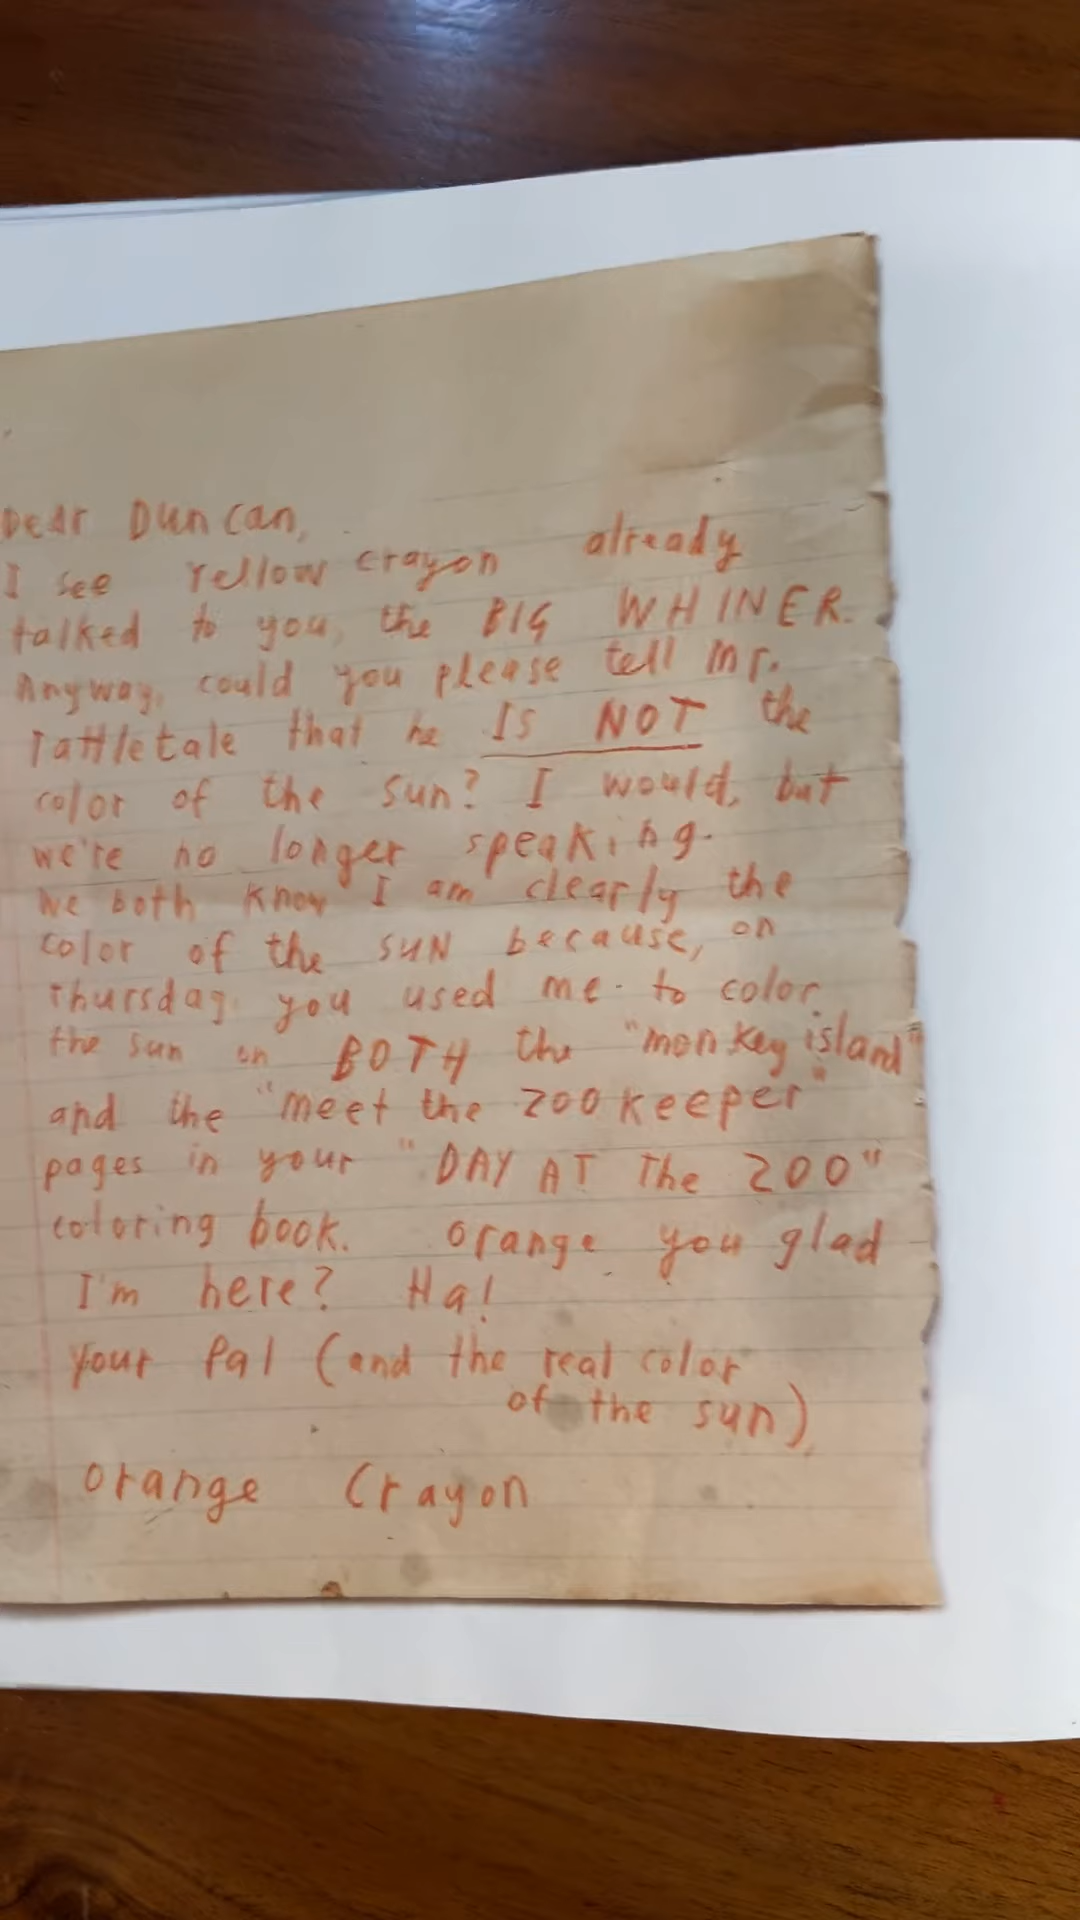 Dear Duncan,
I see Yellow crayon already
talked to you, the BIG WHINER.
Anyway, could you please tell Mr.
Tattletale that he IS NOT the
color of the sun? I would, but
we're no longer speaking.
We both know I am clearly the
color of the SUN because, on
Thursday, you used me to color
the sun on BOTH the "monkey island"
and the "meet the zoo keeper"
pages in your "DAY AT The ZOO"
coloring book. Orange you glad
I'm here? Ha!
Your Pal (and the real color
of the sun)
Orange Crayon